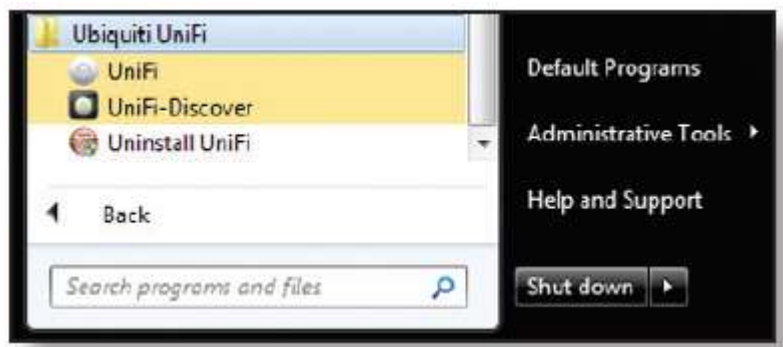 Ubiquiti UniFi
UniFi
UniFi-Discover
Uninstall UniFi
Back
Search programs and files
Default Programs
Administrative Tools
Help and Support
Shut down